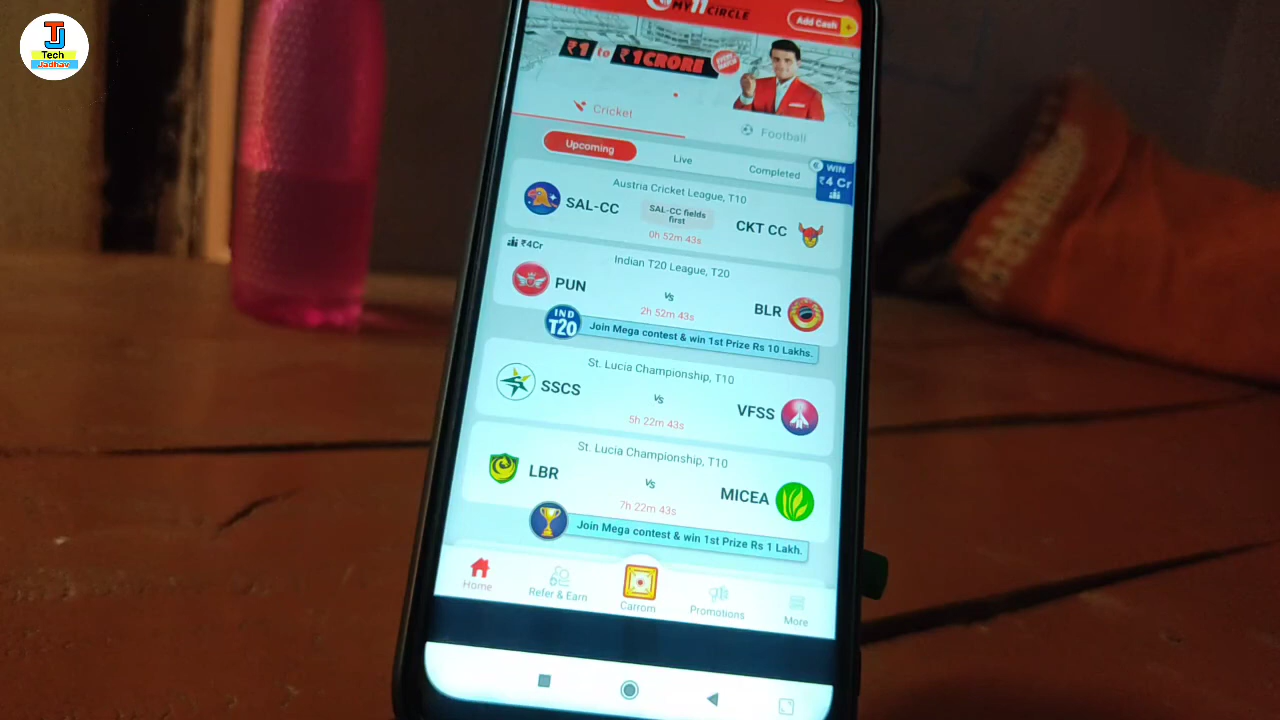 TJ
Tech
Jadhav
MY11CIRCLE
Add Cash +
₹1 to ₹1CRORE EVERY MATCH
Cricket
Football
Upcoming
Live
Completed
WIN
₹4 Cr
Austria Cricket League, T10
SAL-CC
SAL-CC fields
first
CKT CC
0h 52m 43s
₹4Cr
Indian T20 League, T20
PUN
vs
BLR
2h 52m 43s
IND
T20
Join Mega contest & win 1st Prize Rs 10 Lakhs.
St. Lucia Championship, T10
SSCS
vs
VFSS
5h 22m 43s
St. Lucia Championship, T10
LBR
vs
MICEA
7h 22m 43s
Join Mega contest & win 1st Prize Rs 1 Lakh.
Home
Refer & Earn
Carrom
Promotions
More